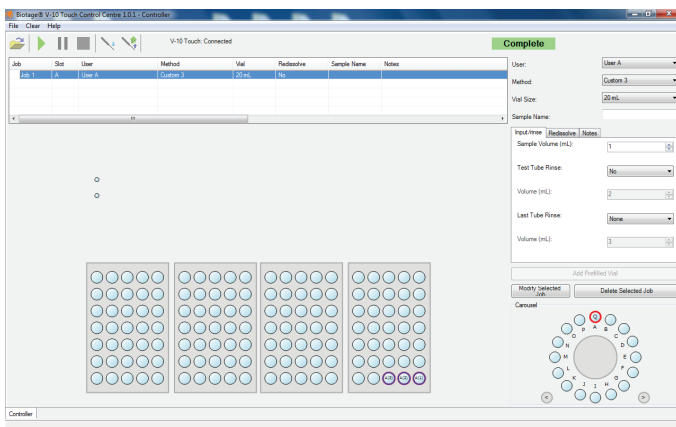 Biotage® V-10 Touch Control Centre 1.0.1 - Controller
File Clear Help
V-10 Touch: Connected
Complete
Job Slot User Method Vial Redissolve Sample Name Notes
Job 1 A User A Custom 3 20 mL No
User: User A
Method: Custom 3
Vial Size: 20 mL
Sample Name:
Input/rinse Redissolve Notes
Sample Volume (mL): 1
Test Tube Rinse: No
Volume (mL): 2
Last Tube Rinse: None
Volume (mL): 3
Add Prefilled Vial
Modify Selected Job
Delete Selected Job
Carousel
Q
P A B
O C
N D
M E
L F
K G
J I H
< >
A(3) A(2) A(1)
Controller